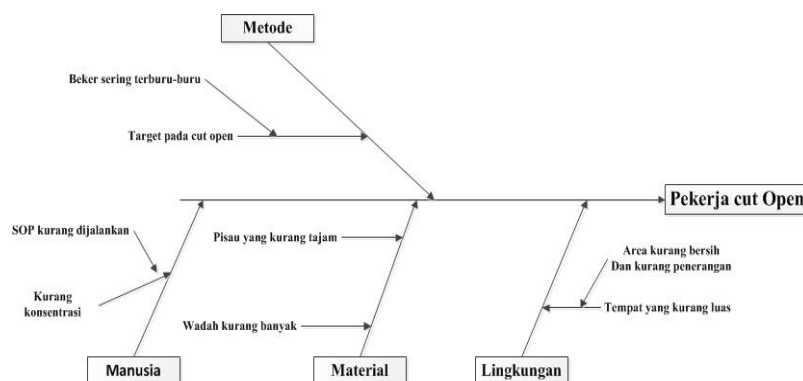 Metode
Beker sering terburu-buru
Target pada cut open
Pekerja cut Open
SOP kurang dijalankan
Pisau yang kurang tajam
Area kurang bersih
Dan kurang penerangan
Kurang
konsentrasi
Tempat yang kurang luas
Wadah kurang banyak
Manusia
Material
Lingkungan